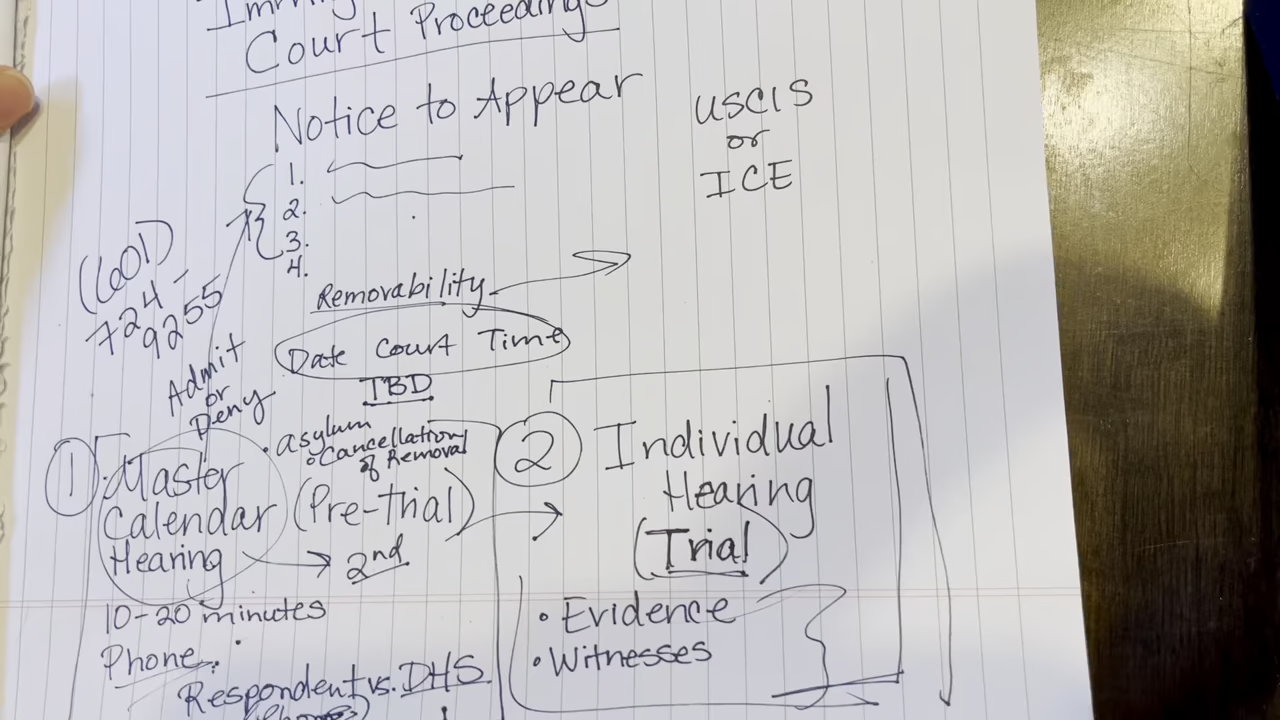 Court Proceedings
Notice to Appear
USCIS
or
ICE
1.
2.
3.
4.
(601)
724-
9255
Removability
Date Court Time
TBD
Admit
or
Deny
• Asylum
• Cancellation
of Removal
1
Master
Calendar
Hearing
(Pre-trial)
2nd
10-20 minutes
Phone
Respondent vs. DHS
2
Individual
Hearing
(Trial)
• Evidence
• Witnesses